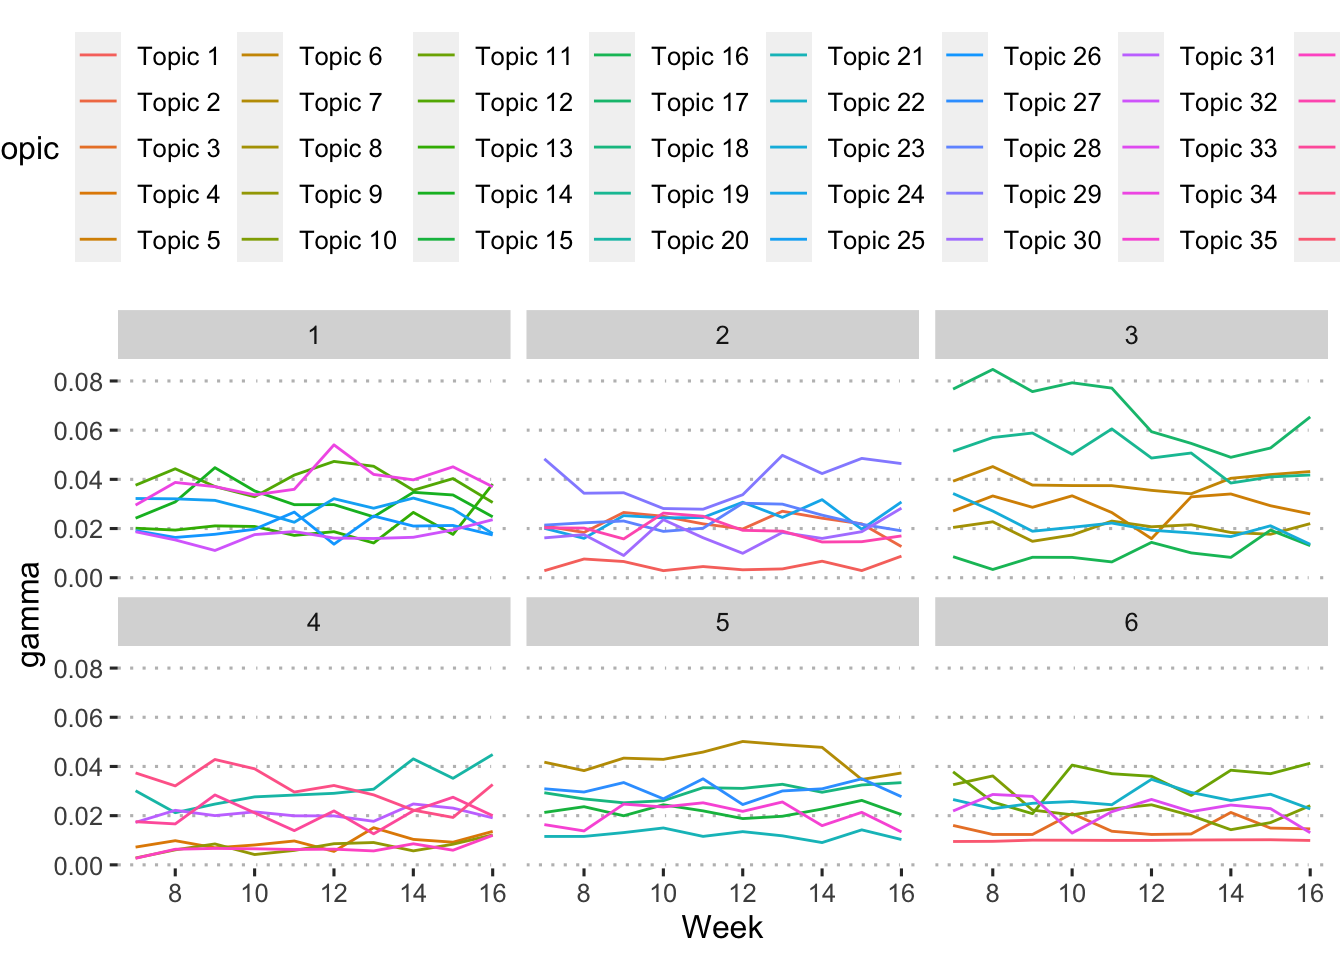 Topic 1 Topic 6 Topic 11 Topic 16 Topic 21 Topic 26 Topic 31
Topic 2 Topic 7 Topic 12 Topic 17 Topic 22 Topic 27 Topic 32
opic Topic 3 Topic 8 Topic 13 Topic 18 Topic 23 Topic 28 Topic 33
Topic 4 Topic 9 Topic 14 Topic 19 Topic 24 Topic 29 Topic 34
Topic 5 Topic 10 Topic 15 Topic 20 Topic 25 Topic 30 Topic 35
1 2 3
0.08
0.06
0.04
0.02
0.00
gamma
4 5 6
0.08
0.06
0.04
0.02
0.00
8 10 12 14 16 8 10 12 14 16 8 10 12 14 16
Week